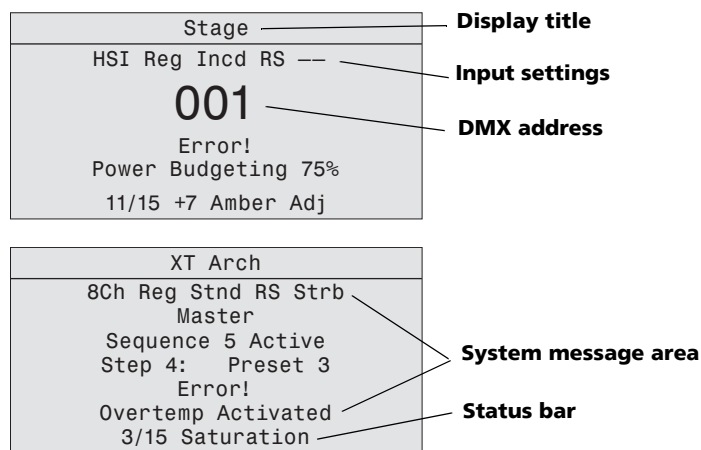 Stage
Display title
HSI Reg Incd RS ––
Input settings
001
DMX address
Error!
Power Budgeting 75%
11/15 +7 Amber Adj
XT Arch
8Ch Reg Stnd RS Strb
Master
Sequence 5 Active
Step 4: Preset 3
System message area
Error!
Overtemp Activated
Status bar
3/15 Saturation